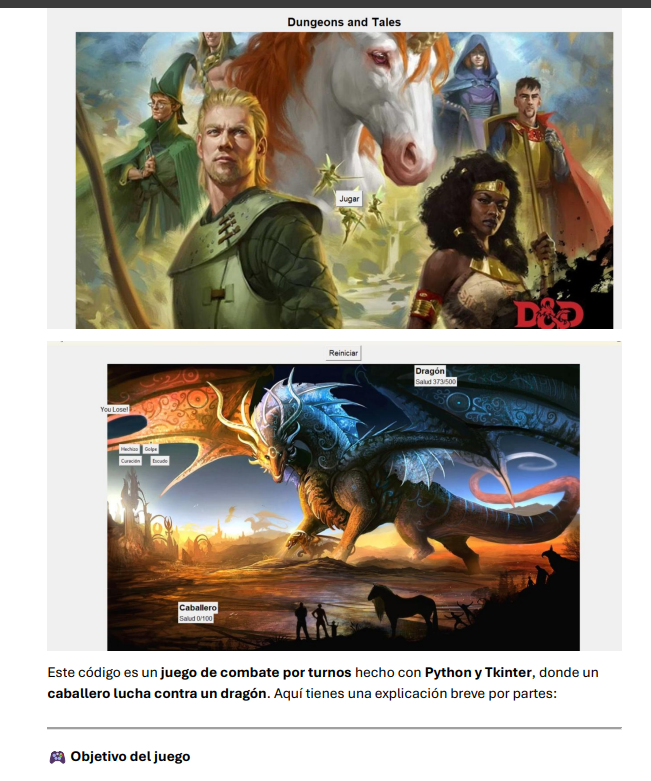 Dungeons and Tales
Jugar
D&D
Reiniciar
Dragón
Salud 373/500
You Lose!
Hechizo Golpe
Curación Escudo
Caballero
Salud 0/100
Este código es un juego de combate por turnos hecho con Python y Tkinter, donde un
caballero lucha contra un dragón. Aquí tienes una explicación breve por partes:
🎮 Objetivo del juego